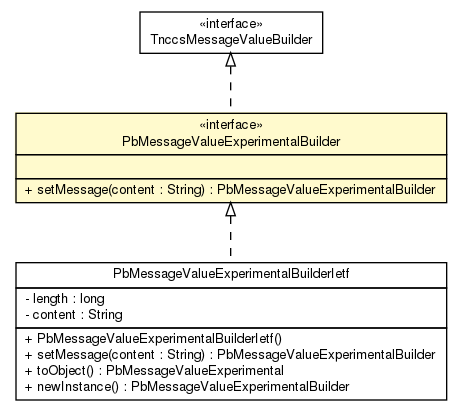 «interface»
TnccsMessageValueBuilder
«interface»
PbMessageValueExperimentalBuilder
+ setMessage(content : String) : PbMessageValueExperimentalBuilder
PbMessageValueExperimentalBuilderIetf
- length : long
- content : String
+ PbMessageValueExperimentalBuilderIetf()
+ setMessage(content : String) : PbMessageValueExperimentalBuilder
+ toObject() : PbMessageValueExperimental
+ newInstance() : PbMessageValueExperimentalBuilder